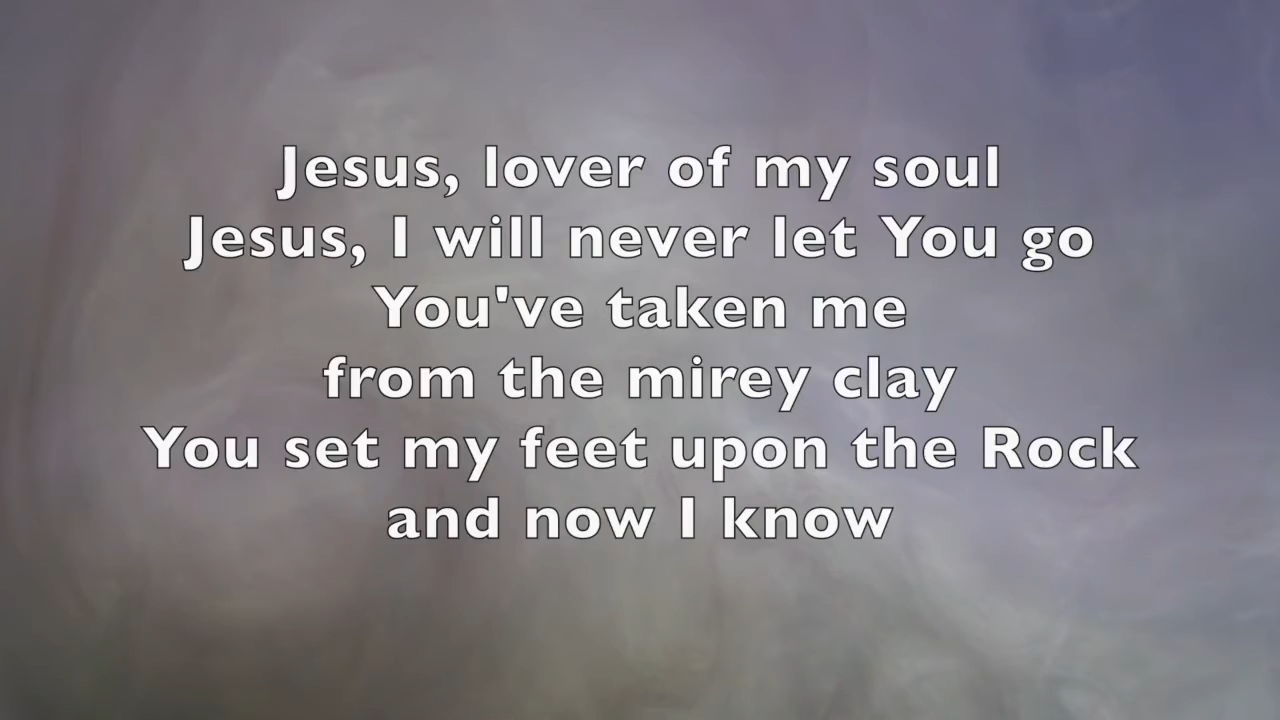 Jesus, lover of my soul
Jesus, I will never let You go
You've taken me
from the mirey clay
You set my feet upon the Rock
and now I know